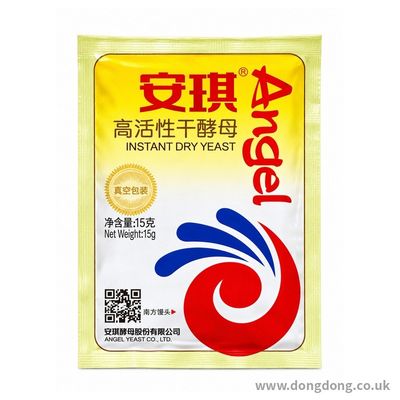 安琪®
Angel
高活性干酵母
INSTANT DRY YEAST
真空包装
净含量:15克
Net Weight:15g
南方馒头▶
安琪酵母股份有限公司
ANGEL YEAST CO., LTD.
www.dongdong.co.uk